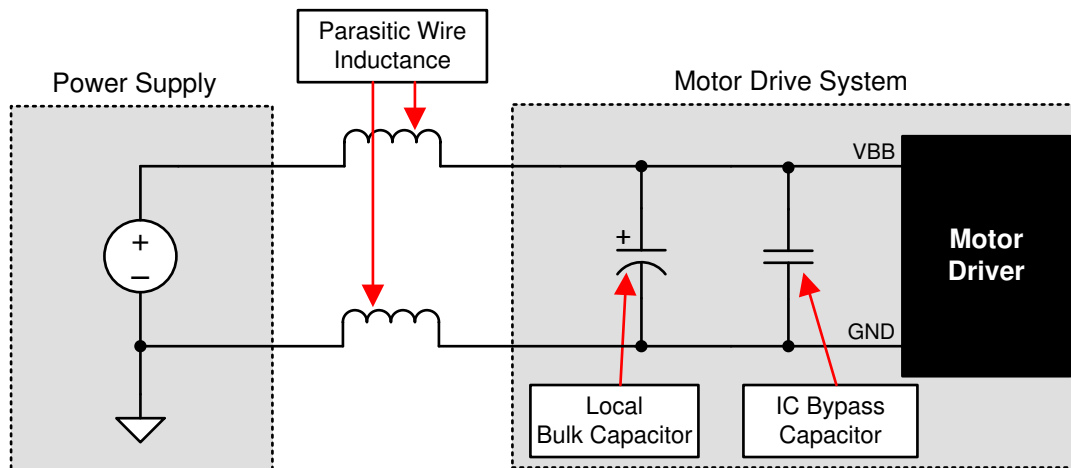 Parasitic Wire
Inductance
Power Supply
Motor Drive System
VBB
+
–
+
Motor
Driver
GND
Local
Bulk Capacitor
IC Bypass
Capacitor